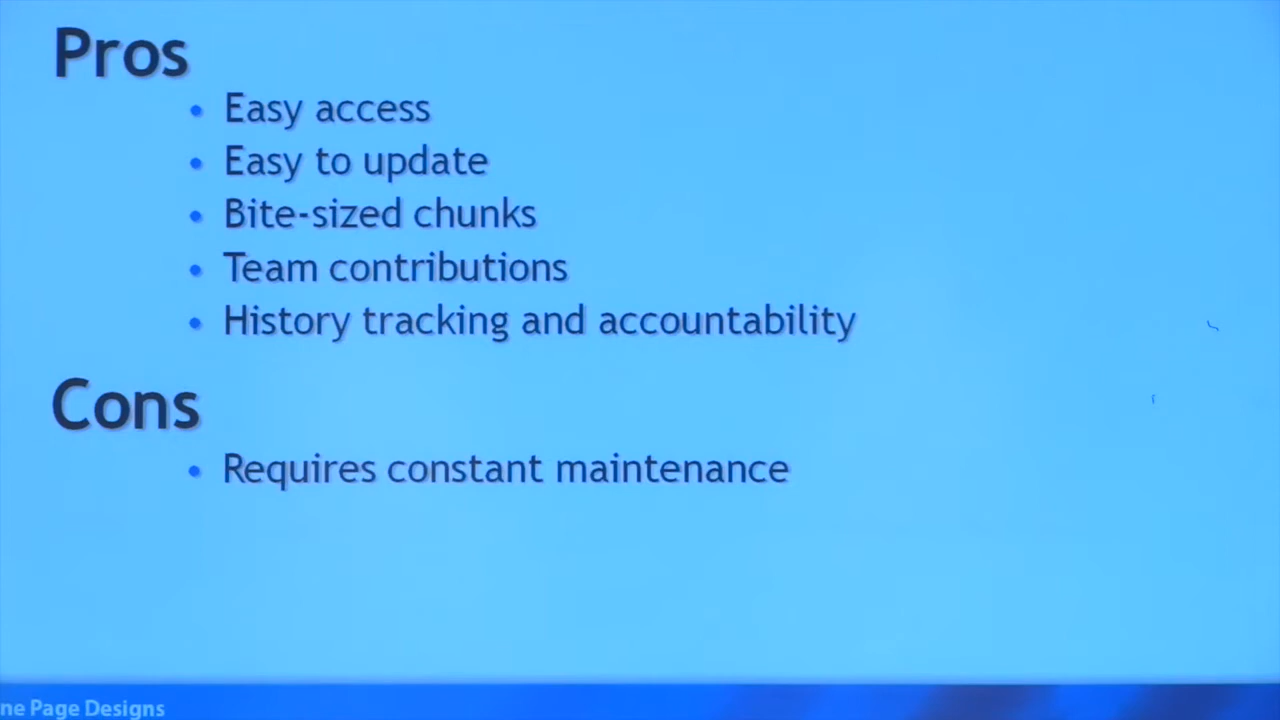 Pros
• Easy access
• Easy to update
• Bite-sized chunks
• Team contributions
• History tracking and accountability
Cons
• Requires constant maintenance
ne Page Designs